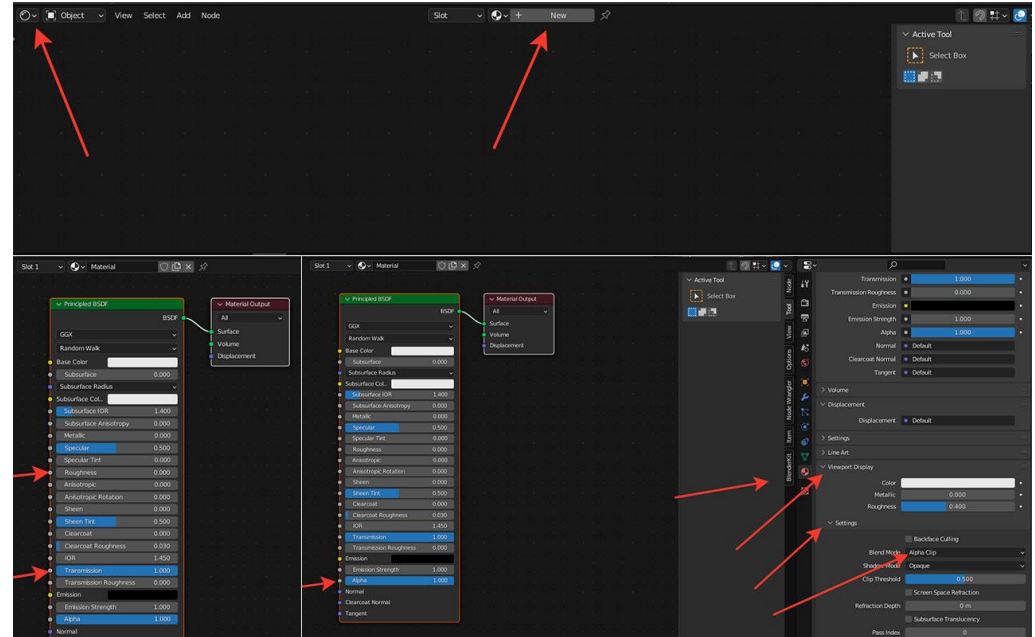 Object View Select Add Node Slot New
Active Tool
Select Box
Slot 1 Material
Principled BSDF
BSDF
GGX
Random Walk
Base Color
Subsurface 0.000
Subsurface Radius
Subsurface Col..
Subsurface IOR 1.400
Subsurface Anisotropy 0.000
Metallic 0.000
Specular 0.500
Specular Tint 0.000
Roughness 0.000
Anisotropic 0.000
Anisotropic Rotation 0.000
Sheen 0.000
Sheen Tint 0.500
Clearcoat 0.000
Clearcoat Roughness 0.030
IOR 1.450
Transmission 1.000
Transmission Roughness 0.000
Emission
Emission Strength 1.000
Alpha 1.000
Normal
Material Output
All
Surface
Volume
Displacement
Slot 1 Material
Principled BSDF
BSDF
GGX
Random Walk
Base Color
Subsurface 0.000
Subsurface Radius
Subsurface Col..
Subsurface IOR 1.400
Subsurface Anisotropy 0.000
Metallic 0.000
Specular 0.500
Specular Tint 0.000
Roughness 0.000
Anisotropic 0.000
Anisotropic Rotation 0.000
Sheen 0.000
Sheen Tint 0.500
Clearcoat 0.000
Clearcoat Roughness 0.030
IOR 1.450
Transmission 1.000
Transmission Roughness 0.000
Emission
Emission Strength 1.000
Alpha 1.000
Normal
Clearcoat Normal
Tangent
Material Output
All
Surface
Volume
Displacement
Active Tool
Select Box
Node
Tool
View
Options
Node Wrangler
Item
BlenderKit
Transmission 1.000
Transmission Roughness 0.000
Emission
Emission Strength 1.000
Alpha 1.000
Normal Default
Clearcoat Normal Default
Tangent Default
Volume
Displacement
Displacement Default
Settings
Line Art
Viewport Display
Color
Metallic 0.000
Roughness 0.400
Settings
Backface Culling
Blend Mode Alpha Clip
Shadow Mode Opaque
Clip Threshold 0.500
Screen Space Refraction
Refraction Depth 0 m
Subsurface Translucency
Pass Index 0